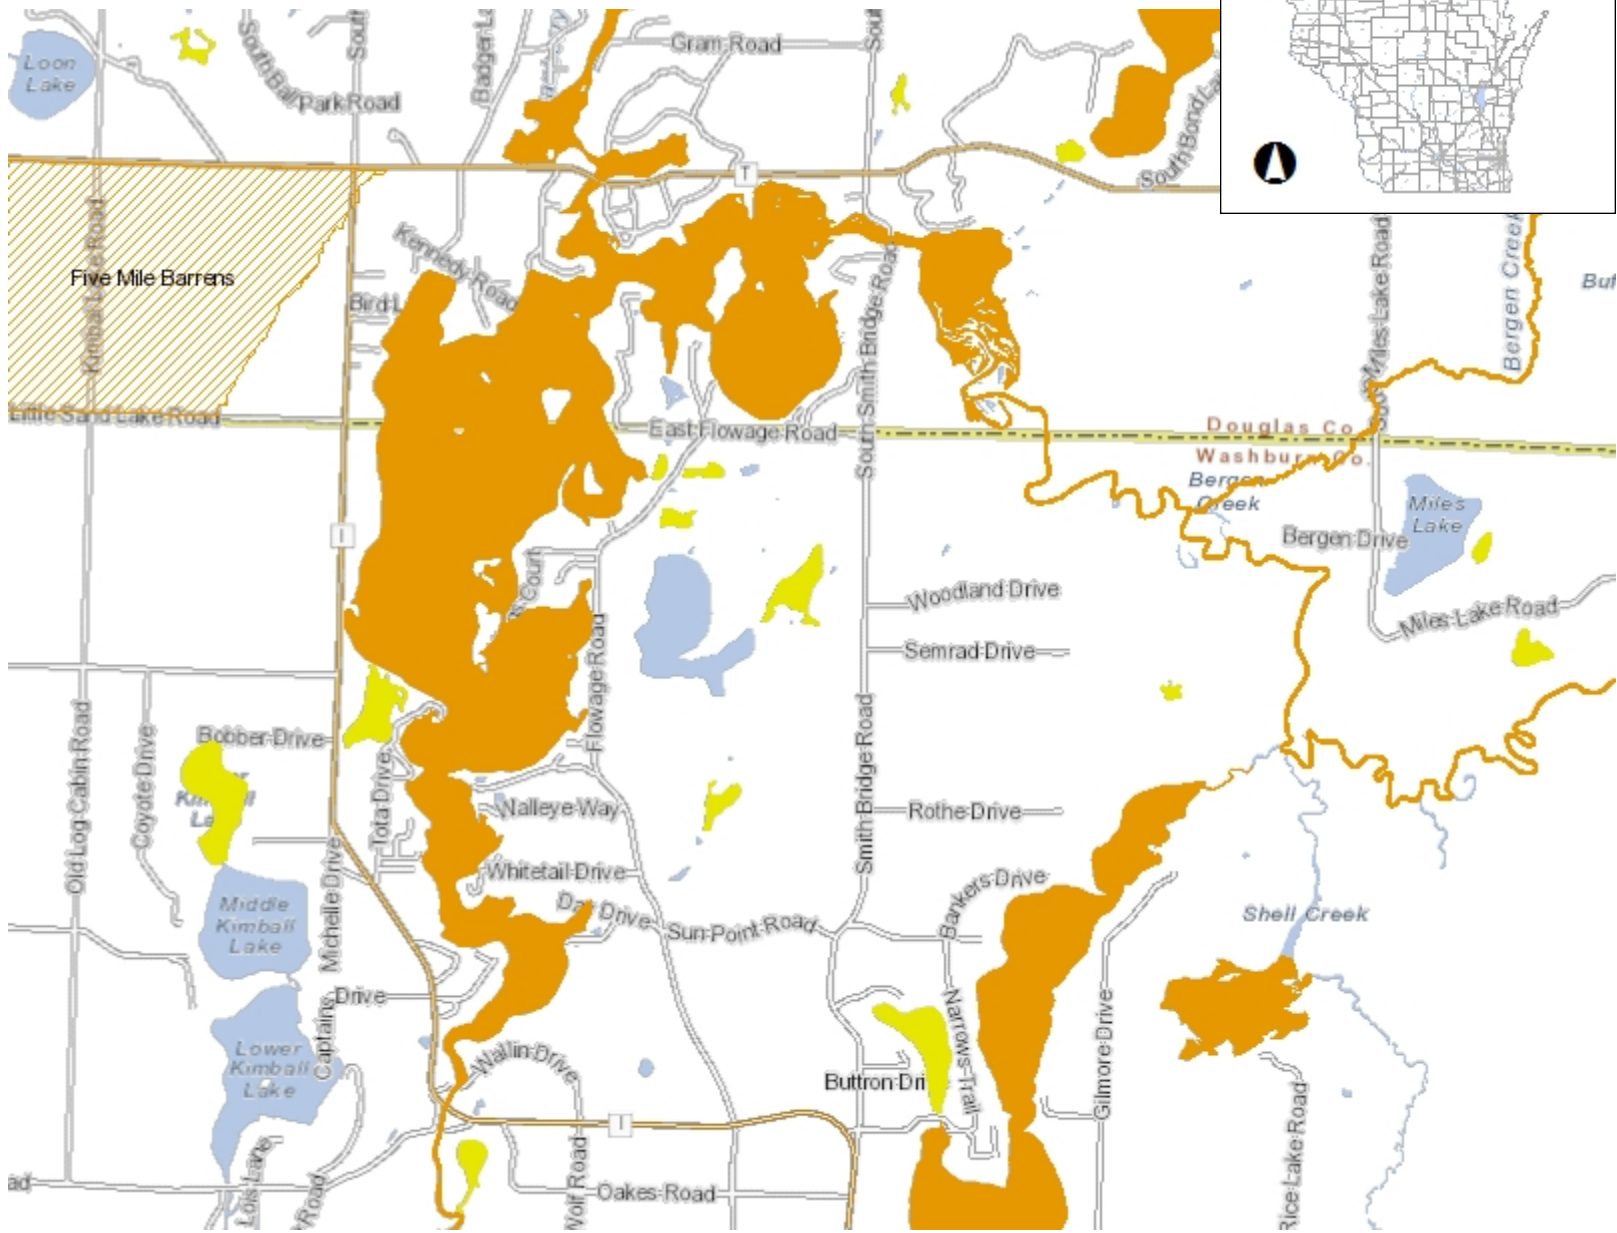 Loon
Lake
South Ball
Park Road
Gram Road
T
Five Mile Barrens
Kimball Lake Road
Kennedy Road
South Smith Bridge Road
Little Sand Lake Road
East Flowage Road
Douglas Co.
Washburn Co.
Bergen
Creek
Bergen Creek
Miles
Lake
Bergen Drive
Miles Lake Road
I
Court
Flowage Road
Woodland Drive
Semrad Drive
Old Log Cabin Road
Coyote Drive
Bobber Drive
Tota Drive
Nalleye Way
Whitetail Drive
Smith Bridge Road
Rothe Drive
Bankers Drive
Sun Point Road
Middle
Kimball
Lake
Michelle Drive
Shell Creek
Drive
Captains
Lower
Kimball
Lake
Wallin Drive
Narrows Trail
Buttron Dri
Gilmore Drive
I
Lois Lane
Road
Wolf Road
Oakes Road
Rice Lake Road